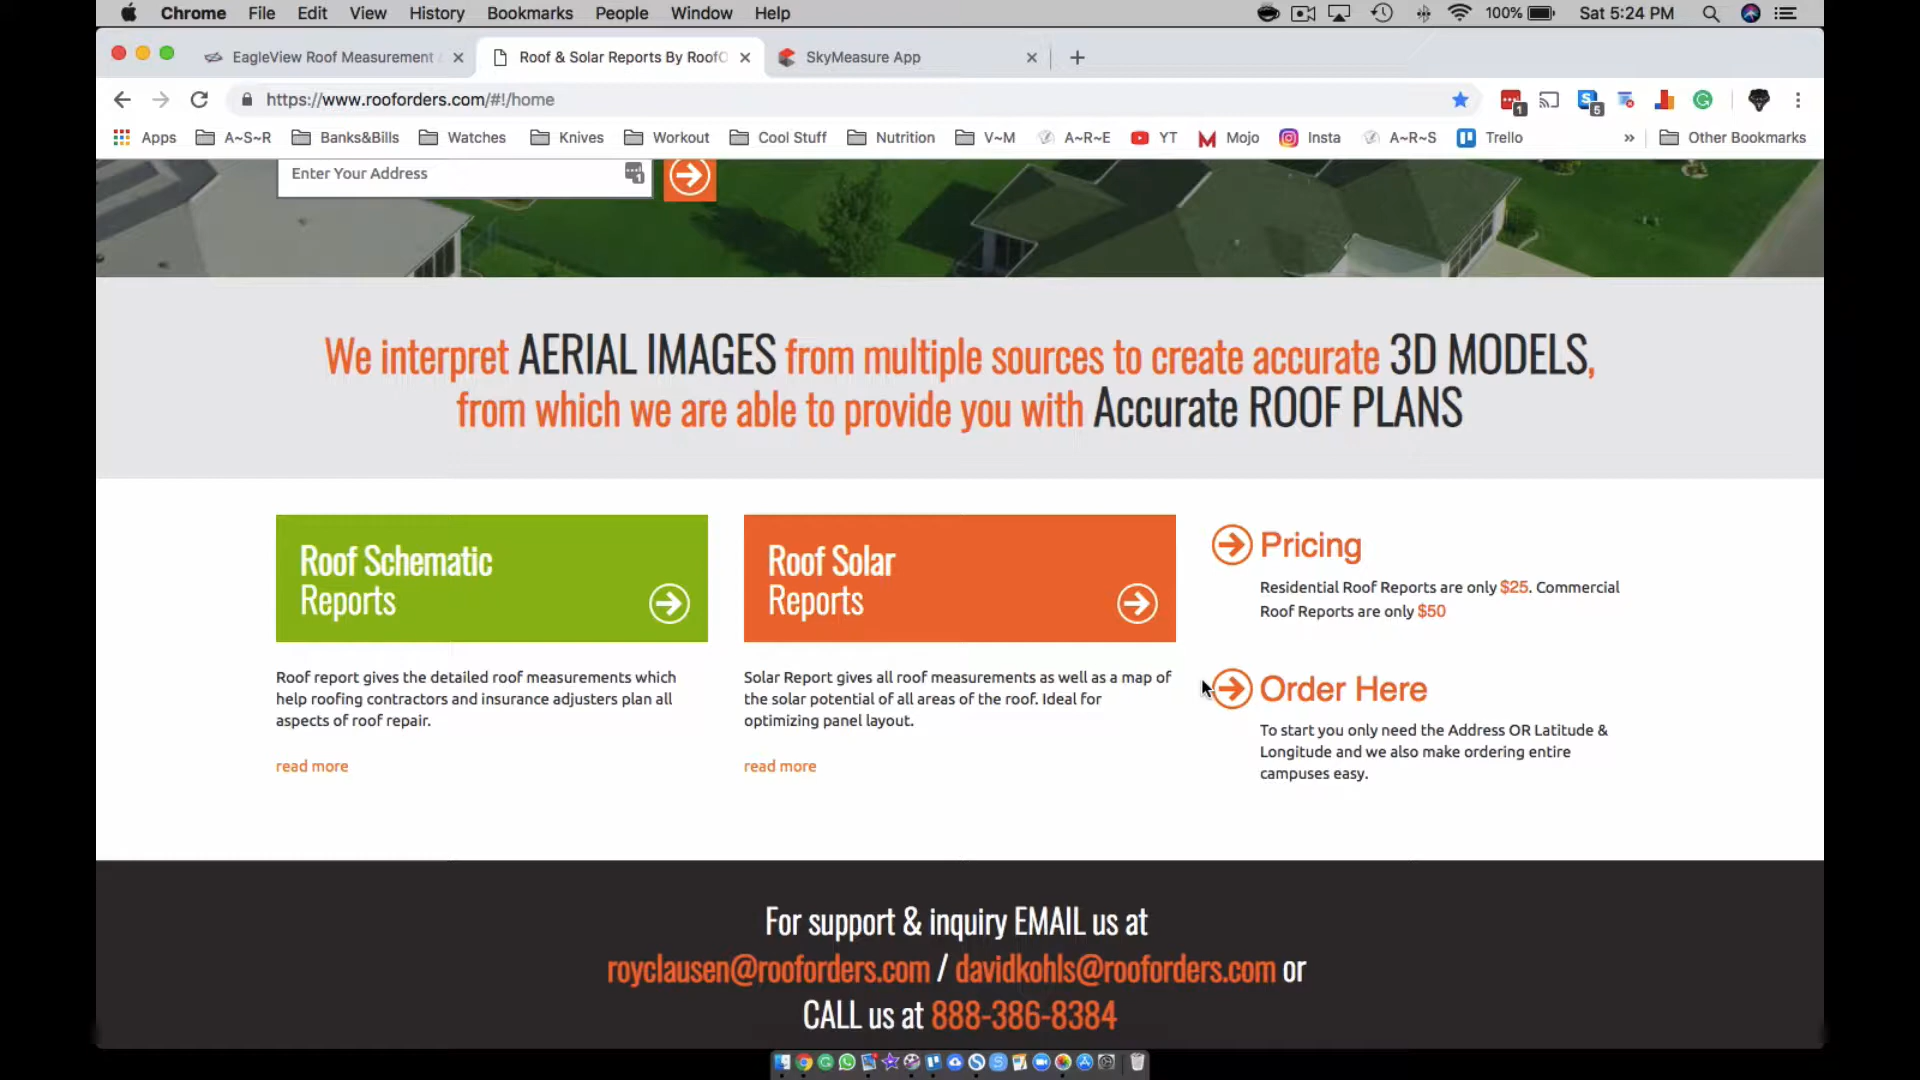 Chrome File Edit View History Bookmarks People Window Help 100% Sat 5:24 PM
EagleView Roof Measurement Roof & Solar Reports By Roof SkyMeasure App
https://www.rooforders.com/#!/home 1 5
Apps A~S~R Banks&Bills Watches Knives Workout Cool Stuff Nutrition V~M A~R~E YT Mojo Insta A~R~S Trello » Other Bookmarks
Enter Your Address 1
We interpret AERIAL IMAGES from multiple sources to create accurate 3D MODELS,
from which we are able to provide you with Accurate ROOF PLANS
Roof Schematic
Reports
Roof report gives the detailed roof measurements which
help roofing contractors and insurance adjusters plan all
aspects of roof repair.
read more
Roof Solar
Reports
Solar Report gives all roof measurements as well as a map of
the solar potential of all areas of the roof. Ideal for
optimizing panel layout.
read more
Pricing
Residential Roof Reports are only $25. Commercial
Roof Reports are only $50
Order Here
To start you only need the Address OR Latitude &
Longitude and we also make ordering entire
campuses easy.
For support & inquiry EMAIL us at
royclausen@rooforders.com / davidkohls@rooforders.com or
CALL us at 888-386-8384